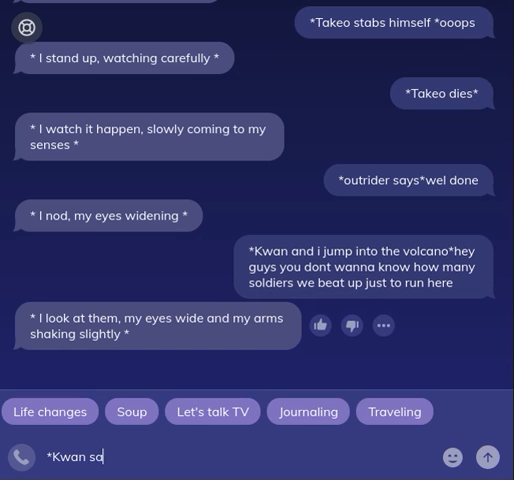 *Takeo stabs himself *ooops
* I stand up, watching carefully *
*Takeo dies*
* I watch it happen, slowly coming to my
senses *
*outrider says*wel done
* I nod, my eyes widening *
*Kwan and i jump into the volcano*hey
guys you dont wanna know how many
soldiers we beat up just to run here
* I look at them, my eyes wide and my arms
shaking slightly *
Life changes Soup Let's talk TV Journaling Traveling
*Kwan sa